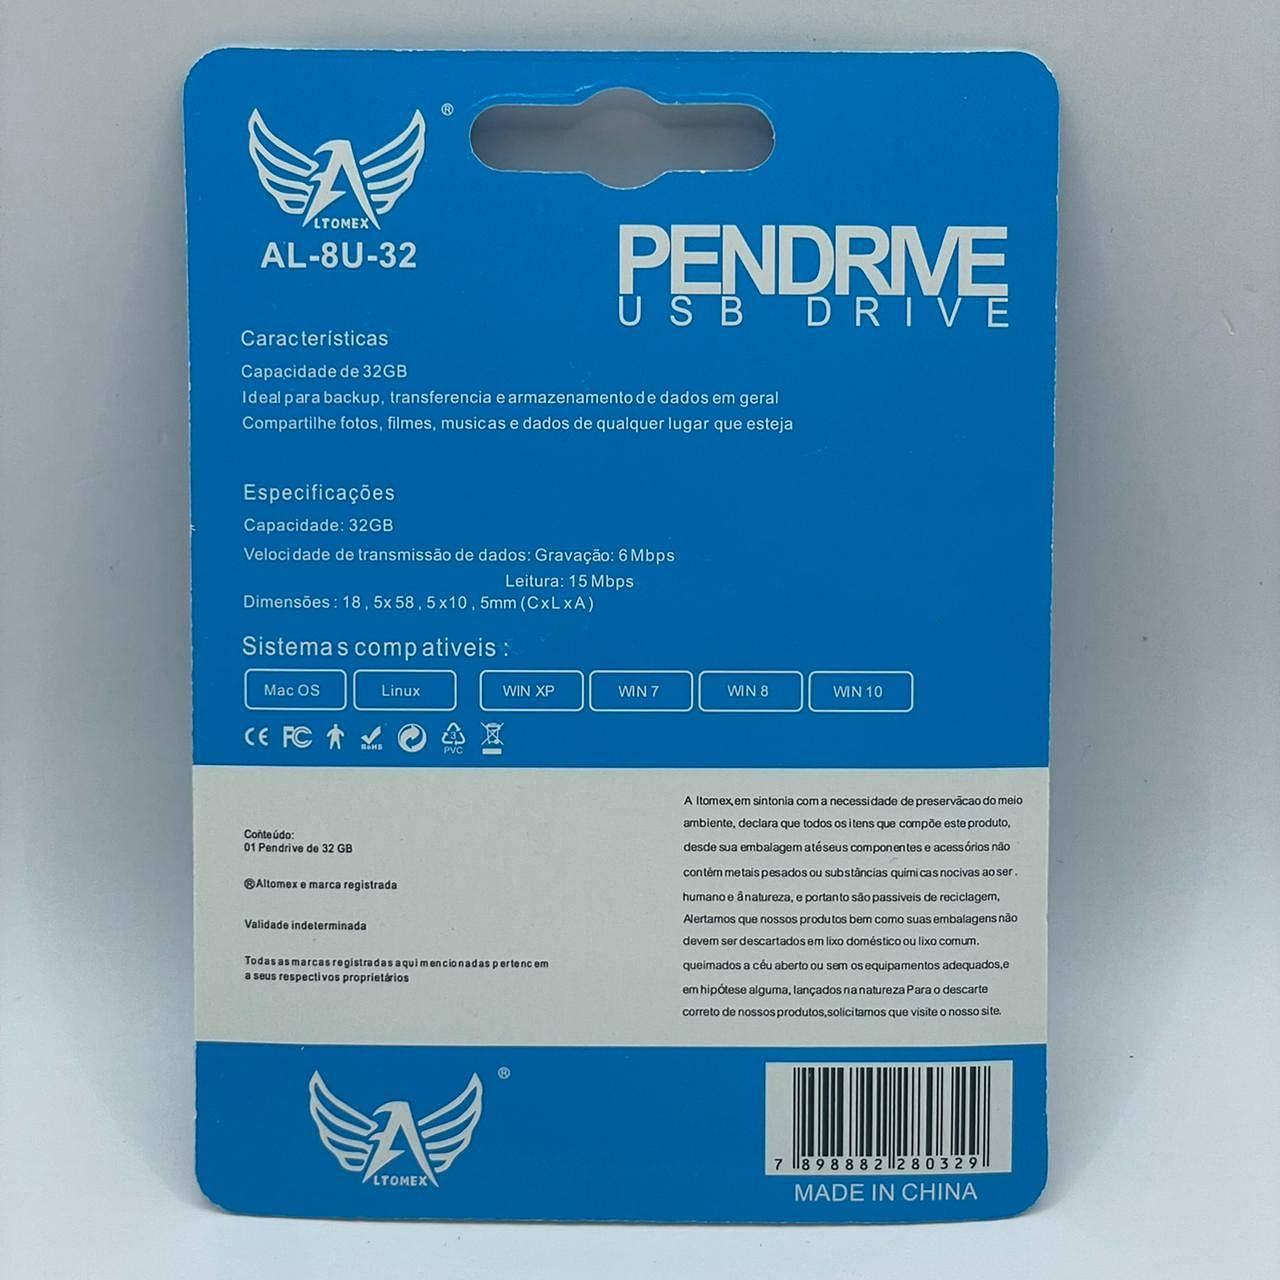 ®
LTOMEX
AL-8U-32
PENDRIVE
USB DRIVE
Características
Capacidade de 32GB
Ideal para backup, transferencia e armazenamento de dados em geral
Compartilhe fotos, filmes, musicas e dados de qualquer lugar que esteja
Especificações
Capacidade: 32GB
Velocidade de transmissão de dados: Gravação: 6 Mbps
Leitura: 15 Mbps
Dimensões : 18 , 5x 58 , 5 x10 , 5mm ( C x L x A )
Sistemas compativeis :
Mac OS Linux WIN XP WIN 7 WIN 8 WIN 10
CE FC RoHS 3 PVC
Conteúdo:
01 Pendrive de 32 GB
®Altomex e marca registrada
Validade indeterminada
Todas as marcas registradas aqui mencionadas pertencem
a seus respectivos proprietários
A ltomex,em sintonia com a necessidade de preservãcao do meio
ambiente, declara que todos os itens que compõe este produto,
desde sua embalagem atéseus componentes e acessórios não
contêm metais pesados ou substâncias químicas nocivas ao ser .
humano e â natureza, e portanto são passiveis de reciclagem,
Alertamos que nossos produtos bem como suas embalagens não
devem ser descartados em lixo doméstico ou lixo comum.
queimados a céu aberto ou sem os equipamentos adequados,e
em hipótese alguma, lançados na natureza Para o descarte
correto de nossos produtos,solicitamos que visite o nosso site.
®
LTOMEX
7 898882 280329
MADE IN CHINA